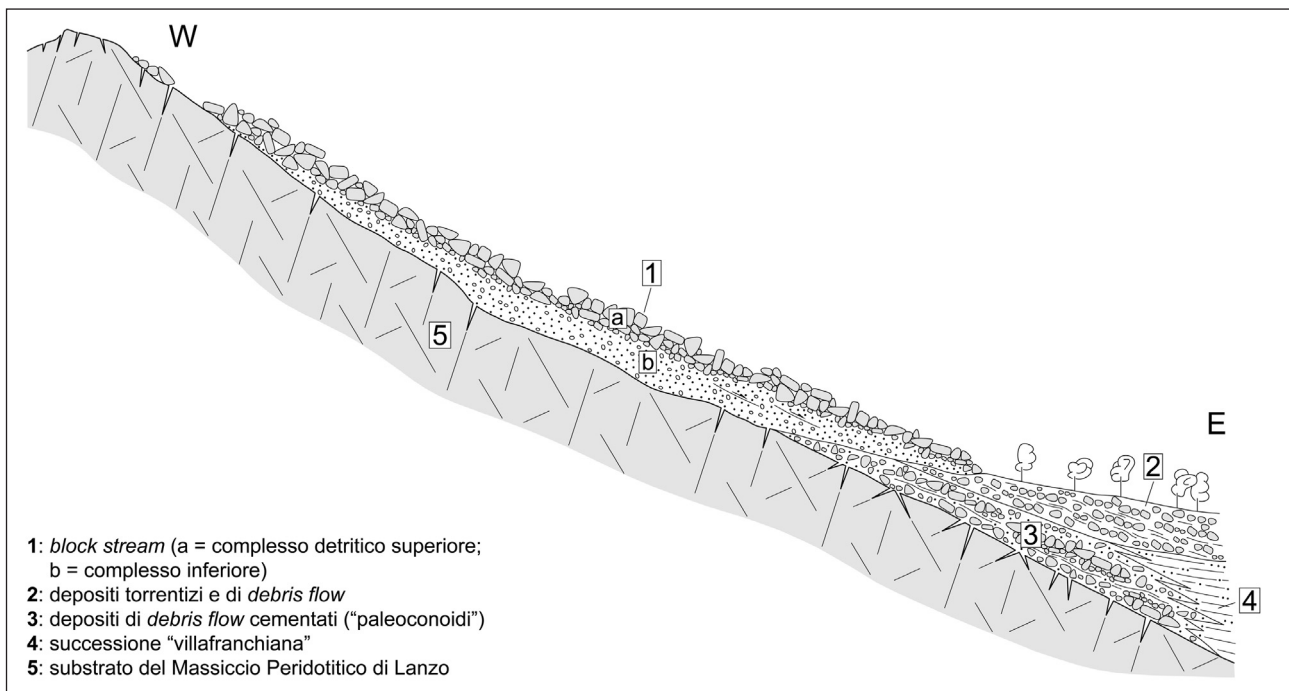 W
1
a
5
b
E
2
3
4
1: block stream (a = complesso detritico superiore;
b = complesso inferiore)
2: depositi torrentizi e di debris flow
3: depositi di debris flow cementati (“paleoconoidi”)
4: successione “villafranchiana”
5: substrato del Massiccio Peridotitico di Lanzo